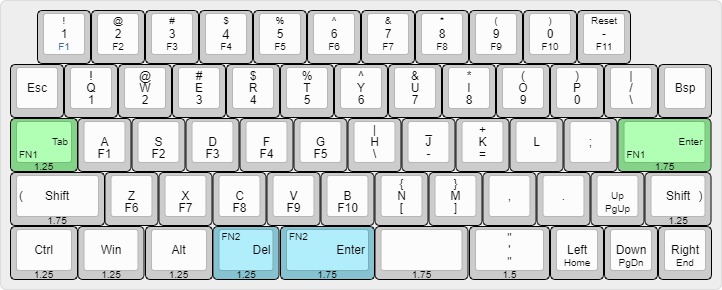 ! @ # $ % ^ & * ( ) Reset
1 2 3 4 5 6 7 8 9 0 -
F1 F2 F3 F4 F5 F6 F7 F8 F9 F10 F11
! @ # $ % ^ & * ( ) |
Esc Q W E R T Y U I O P / Bsp
1 2 3 4 5 6 7 8 9 0 \
| _ +
Tab A S D F G H J K L ; Enter
FN1 F1 F2 F3 F4 F5 \ - = FN1
1.25 1.75
{ }
( Shift Z X C V B N M , . Up Shift )
F6 F7 F8 F9 F10 [ ] PgUp
1.75 1.25
FN2 FN2 "
Ctrl Win Alt Del Enter ' Left Down Right
Home PgDn End
1.25 1.25 1.25 1.25 1.75 1.75 1.5